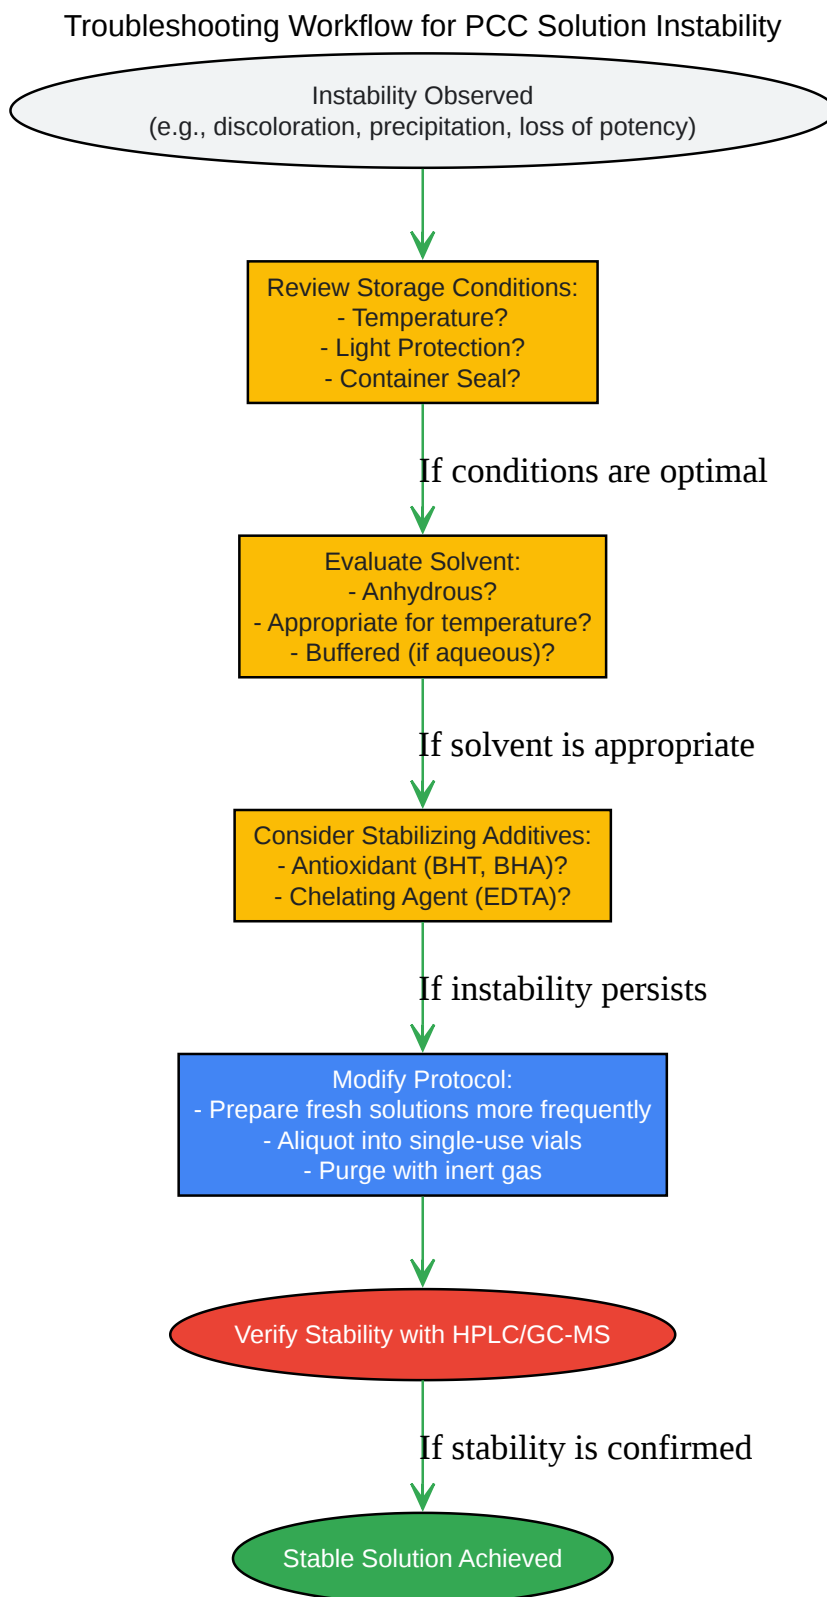 Troubleshooting Workflow for PCC Solution Instability
Instability Observed
(e.g., discoloration, precipitation, loss of potency)
Review Storage Conditions:
- Temperature?
- Light Protection?
- Container Seal?
If conditions are optimal
Evaluate Solvent:
- Anhydrous?
- Appropriate for temperature?
- Buffered (if aqueous)?
If solvent is appropriate
Consider Stabilizing Additives:
- Antioxidant (BHT, BHA)?
- Chelating Agent (EDTA)?
If instability persists
Modify Protocol:
- Prepare fresh solutions more frequently
- Aliquot into single-use vials
- Purge with inert gas
Verify Stability with HPLC/GC-MS
If stability is confirmed
Stable Solution Achieved